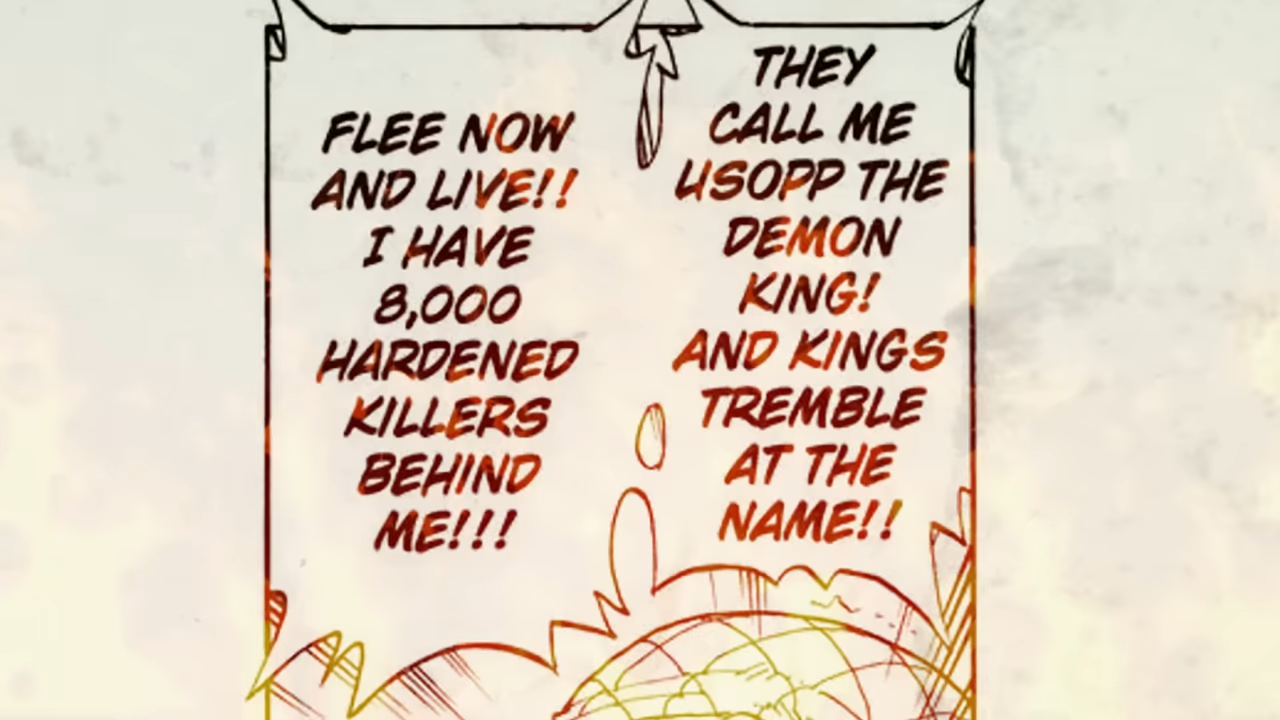 THEY
CALL ME
USOPP THE
DEMON
KING!
AND KINGS
TREMBLE
AT THE
NAME!!
FLEE NOW
AND LIVE!!
I HAVE
8,000
HARDENED
KILLERS
BEHIND
ME!!!